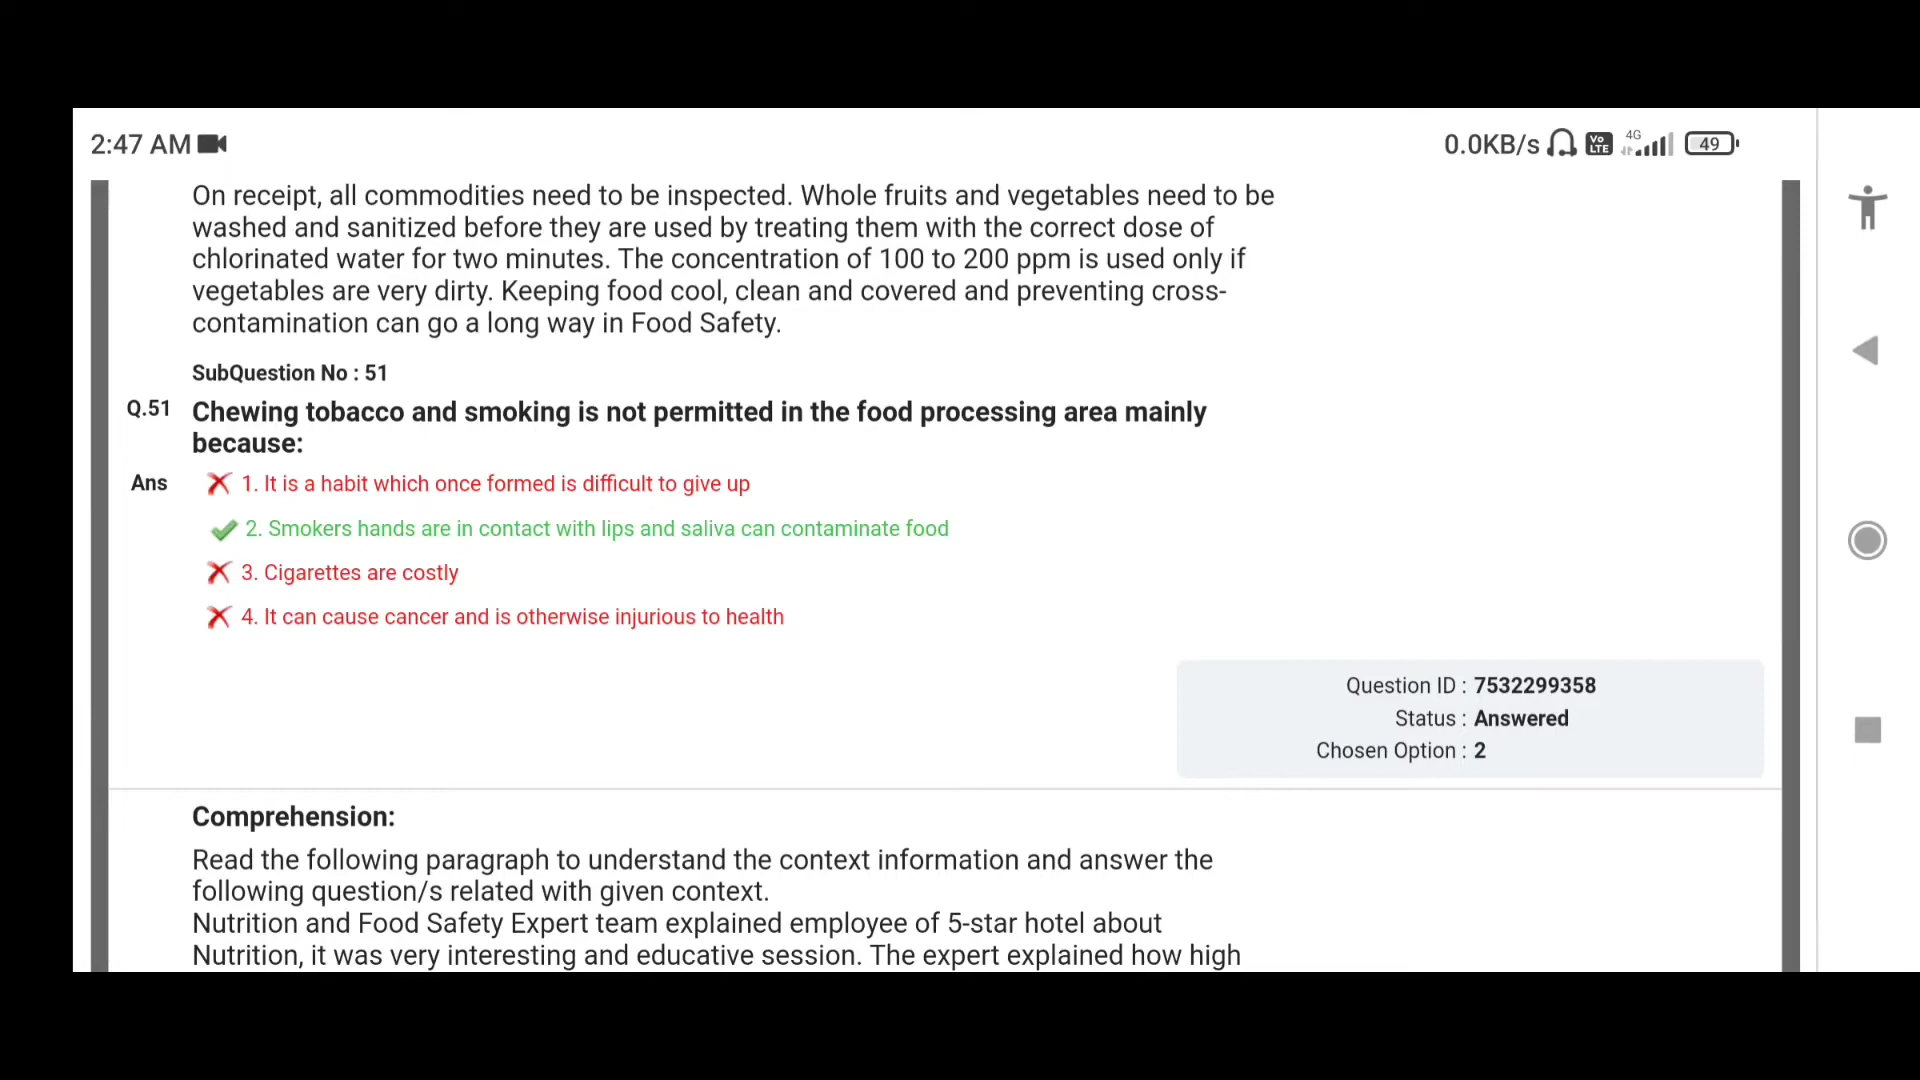 2:47 AM
0.0KB/s Vo LTE 4G 49
On receipt, all commodities need to be inspected. Whole fruits and vegetables need to be
washed and sanitized before they are used by treating them with the correct dose of
chlorinated water for two minutes. The concentration of 100 to 200 ppm is used only if
vegetables are very dirty. Keeping food cool, clean and covered and preventing cross-
contamination can go a long way in Food Safety.
SubQuestion No : 51
Q.51 Chewing tobacco and smoking is not permitted in the food processing area mainly
because:
Ans 1. It is a habit which once formed is difficult to give up
2. Smokers hands are in contact with lips and saliva can contaminate food
3. Cigarettes are costly
4. It can cause cancer and is otherwise injurious to health
Question ID : 7532299358
Status : Answered
Chosen Option : 2
Comprehension:
Read the following paragraph to understand the context information and answer the
following question/s related with given context.
Nutrition and Food Safety Expert team explained employee of 5-star hotel about
Nutrition, it was very interesting and educative session. The expert explained how high